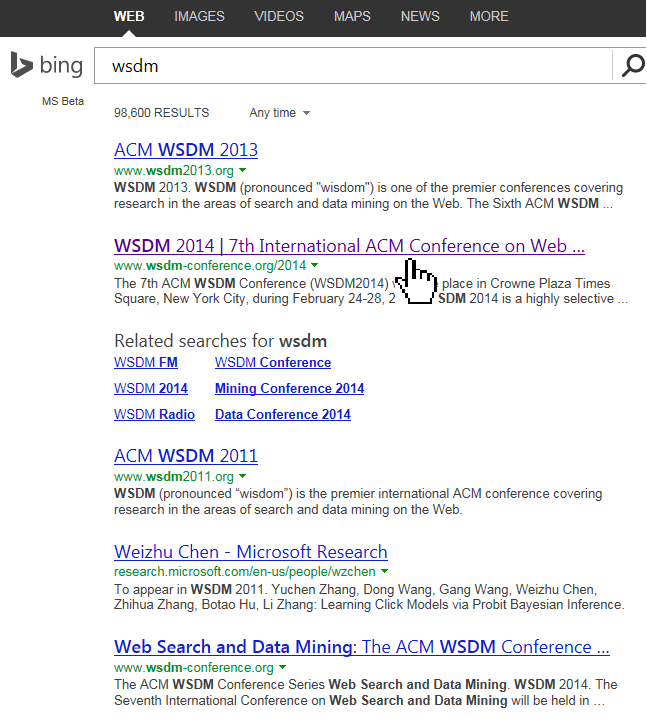 WEB IMAGES VIDEOS MAPS NEWS MORE
bing wsdm
MS Beta
98,600 RESULTS Any time
ACM WSDM 2013
www.wsdm2013.org
WSDM 2013. WSDM (pronounced "wisdom") is one of the premier conferences covering
research in the areas of search and data mining on the Web. The Sixth ACM WSDM ...
WSDM 2014 | 7th International ACM Conference on Web ...
www.wsdm-conference.org/2014
The 7th ACM WSDM Conference (WSDM2014) place in Crowne Plaza Times
Square, New York City, during February 24-28, 2 SDM 2014 is a highly selective ...
Related searches for wsdm
WSDM FM WSDM Conference
WSDM 2014 Mining Conference 2014
WSDM Radio Data Conference 2014
ACM WSDM 2011
www.wsdm2011.org
WSDM (pronounced “wisdom”) is the premier international ACM conference covering
research in the areas of search and data mining on the Web.
Weizhu Chen - Microsoft Research
research.microsoft.com/en-us/people/wzchen
To appear in WSDM 2011. Yuchen Zhang, Dong Wang, Gang Wang, Weizhu Chen,
Zhihua Zhang, Botao Hu, Li Zhang: Learning Click Models via Probit Bayesian Inference.
Web Search and Data Mining: The ACM WSDM Conference ...
www.wsdm-conference.org
The ACM WSDM Conference Series Web Search and Data Mining. WSDM 2014. The
Seventh International Conference on Web Search and Data Mining will be held in ...